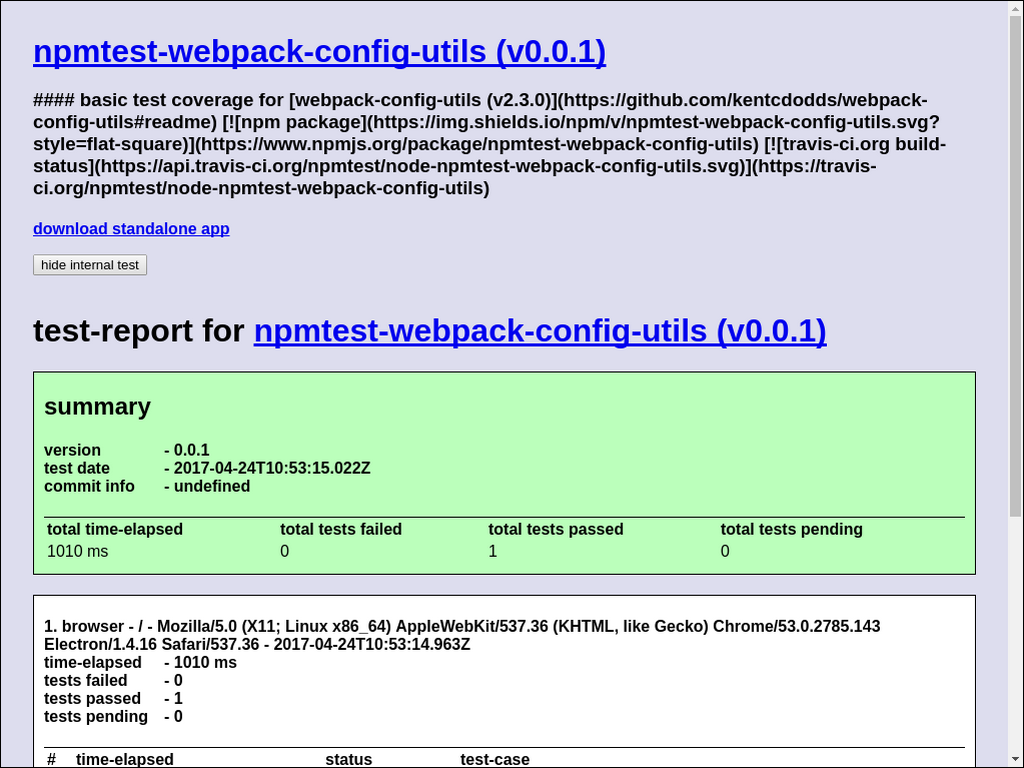 npmtest-webpack-config-utils (v0.0.1)
#### basic test coverage for [webpack-config-utils (v2.3.0)](https://github.com/kentcdodds/webpack-
config-utils#readme) [![npm package](https://img.shields.io/npm/v/npmtest-webpack-config-utils.svg?
style=flat-square)](https://www.npmjs.org/package/npmtest-webpack-config-utils) [![travis-ci.org build-
status](https://api.travis-ci.org/npmtest/node-npmtest-webpack-config-utils.svg)](https://travis-
ci.org/npmtest/node-npmtest-webpack-config-utils)
download standalone app
hide internal test
test-report for npmtest-webpack-config-utils (v0.0.1)
summary
version - 0.0.1
test date - 2017-04-24T10:53:15.022Z
commit info - undefined
total time-elapsed total tests failed total tests passed total tests pending
1010 ms 0 1 0
1. browser - / - Mozilla/5.0 (X11; Linux x86_64) AppleWebKit/537.36 (KHTML, like Gecko) Chrome/53.0.2785.143
Electron/1.4.16 Safari/537.36 - 2017-04-24T10:53:14.963Z
time-elapsed - 1010 ms
tests failed - 0
tests passed - 1
tests pending - 0
# time-elapsed status test-case